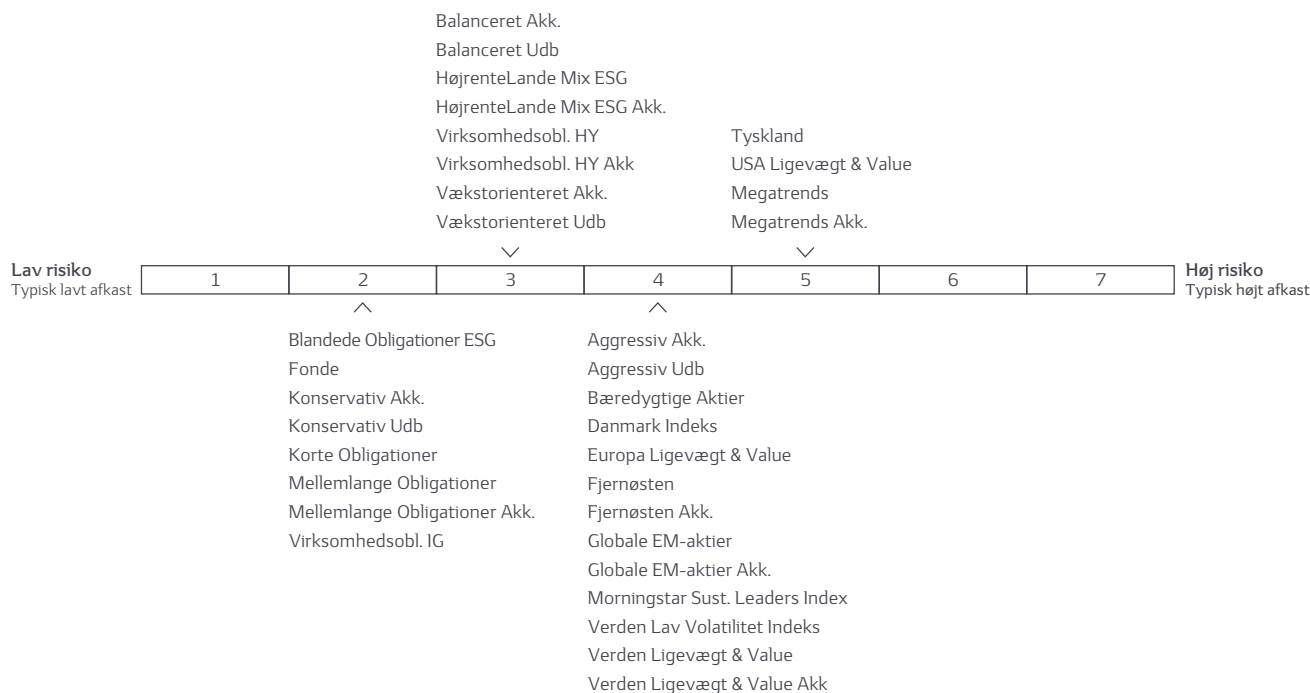 Balanceret Akk.
Balanceret Udb
HøjrenteLande Mix ESG
HøjrenteLande Mix ESG Akk.
Virksomhedsobl. HY
Virksomhedsobl. HY Akk
Vækstorienteret Akk.
Vækstorienteret Udb
Tyskland
USA Ligevægt & Value
Megatrends
Megatrends Akk.
Lav risiko
Typisk lavt afkast
1 2 3 4 5 6 7
Høj risiko
Typisk højt afkast
Blandede Obligationer ESG
Fonde
Konservativ Akk.
Konservativ Udb
Korte Obligationer
Mellemlange Obligationer
Mellemlange Obligationer Akk.
Virksomhedsobl. IG
Aggressiv Akk.
Aggressiv Udb
Bæredygtige Aktier
Danmark Indeks
Europa Ligevægt & Value
Fjernøsten
Fjernøsten Akk.
Globale EM-aktier
Globale EM-aktier Akk.
Morningstar Sust. Leaders Index
Verden Lav Volatilitet Indeks
Verden Ligevægt & Value
Verden Ligevægt & Value Akk